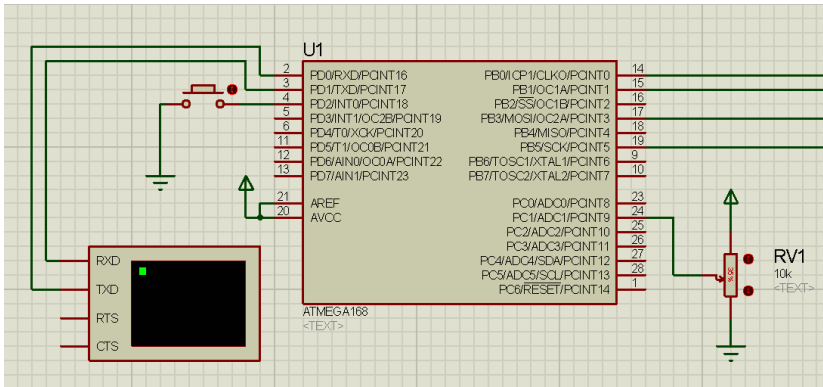 U1
2 PD0/RXD/PCINT16
3 PD1/TXD/PCINT17
4 PD2/INT0/PCINT18
5 PD3/INT1/OC2B/PCINT19
6 PD4/T0/XCK/PCINT20
11 PD5/T1/OC0B/PCINT21
12 PD6/AIN0/OC0A/PCINT22
13 PD7/AIN1/PCINT23
21 AREF
20 AVCC
PB0/ICP1/CLKO/PCINT0 14
PB1/OC1A/PCINT1 15
PB2/SS/OC1B/PCINT2 16
PB3/MOSI/OC2A/PCINT3 17
PB4/MISO/PCINT4 18
PB5/SCK/PCINT5 19
PB6/TOSC1/XTAL1/PCINT6 9
PB7/TOSC2/XTAL2/PCINT7 10
PC0/ADC0/PCINT8 23
PC1/ADC1/PCINT9 24
PC2/ADC2/PCINT10 25
PC3/ADC3/PCINT11 26
PC4/ADC4/SDA/PCINT12 27
PC5/ADC5/SCL/PCINT13 28
PC6/RESET/PCINT14 1
ATMEGA168
<TEXT>
RXD
TXD
RTS
CTS
RV1
10k
<TEXT>